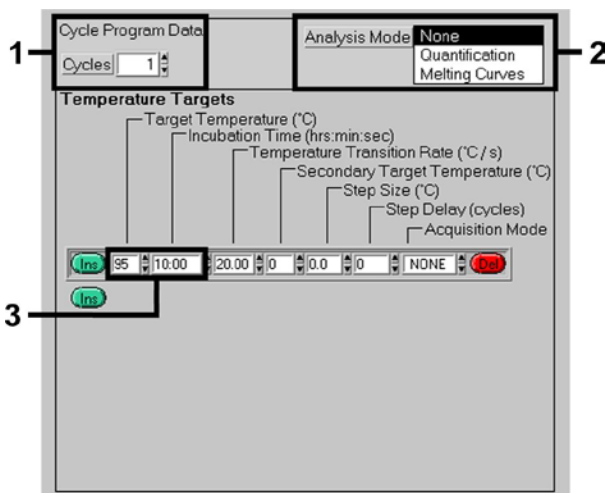 1
Cycle Program Data
Cycles 1
Analysis Mode None
Quantification
Melting Curves
2
Temperature Targets
Target Temperature (°C)
Incubation Time (hrs:min:sec)
Temperature Transition Rate (°C / s)
Secondary Target Temperature (°C)
Step Size (°C)
Step Delay (cycles)
Acquisition Mode
Ins 95 10:00 20.00 0 0.0 0 NONE Del
Ins
3